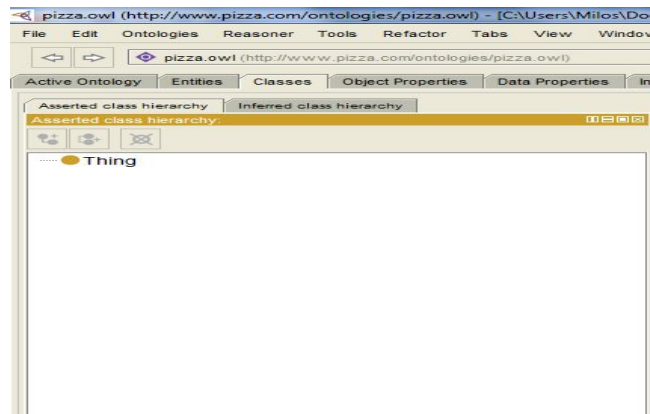 pizza.owl (http://www.pizza.com/ontologies/pizza.owl) - [C:\Users\Milos\Do
File Edit Ontologies Reasoner Tools Refactor Tabs View Window
pizza.owl (http://www.pizza.com/ontologies/pizza.owl)
Active Ontology Entities Classes Object Properties Data Properties In
Asserted class hierarchy Inferred class hierarchy
Asserted class hierarchy:
Thing